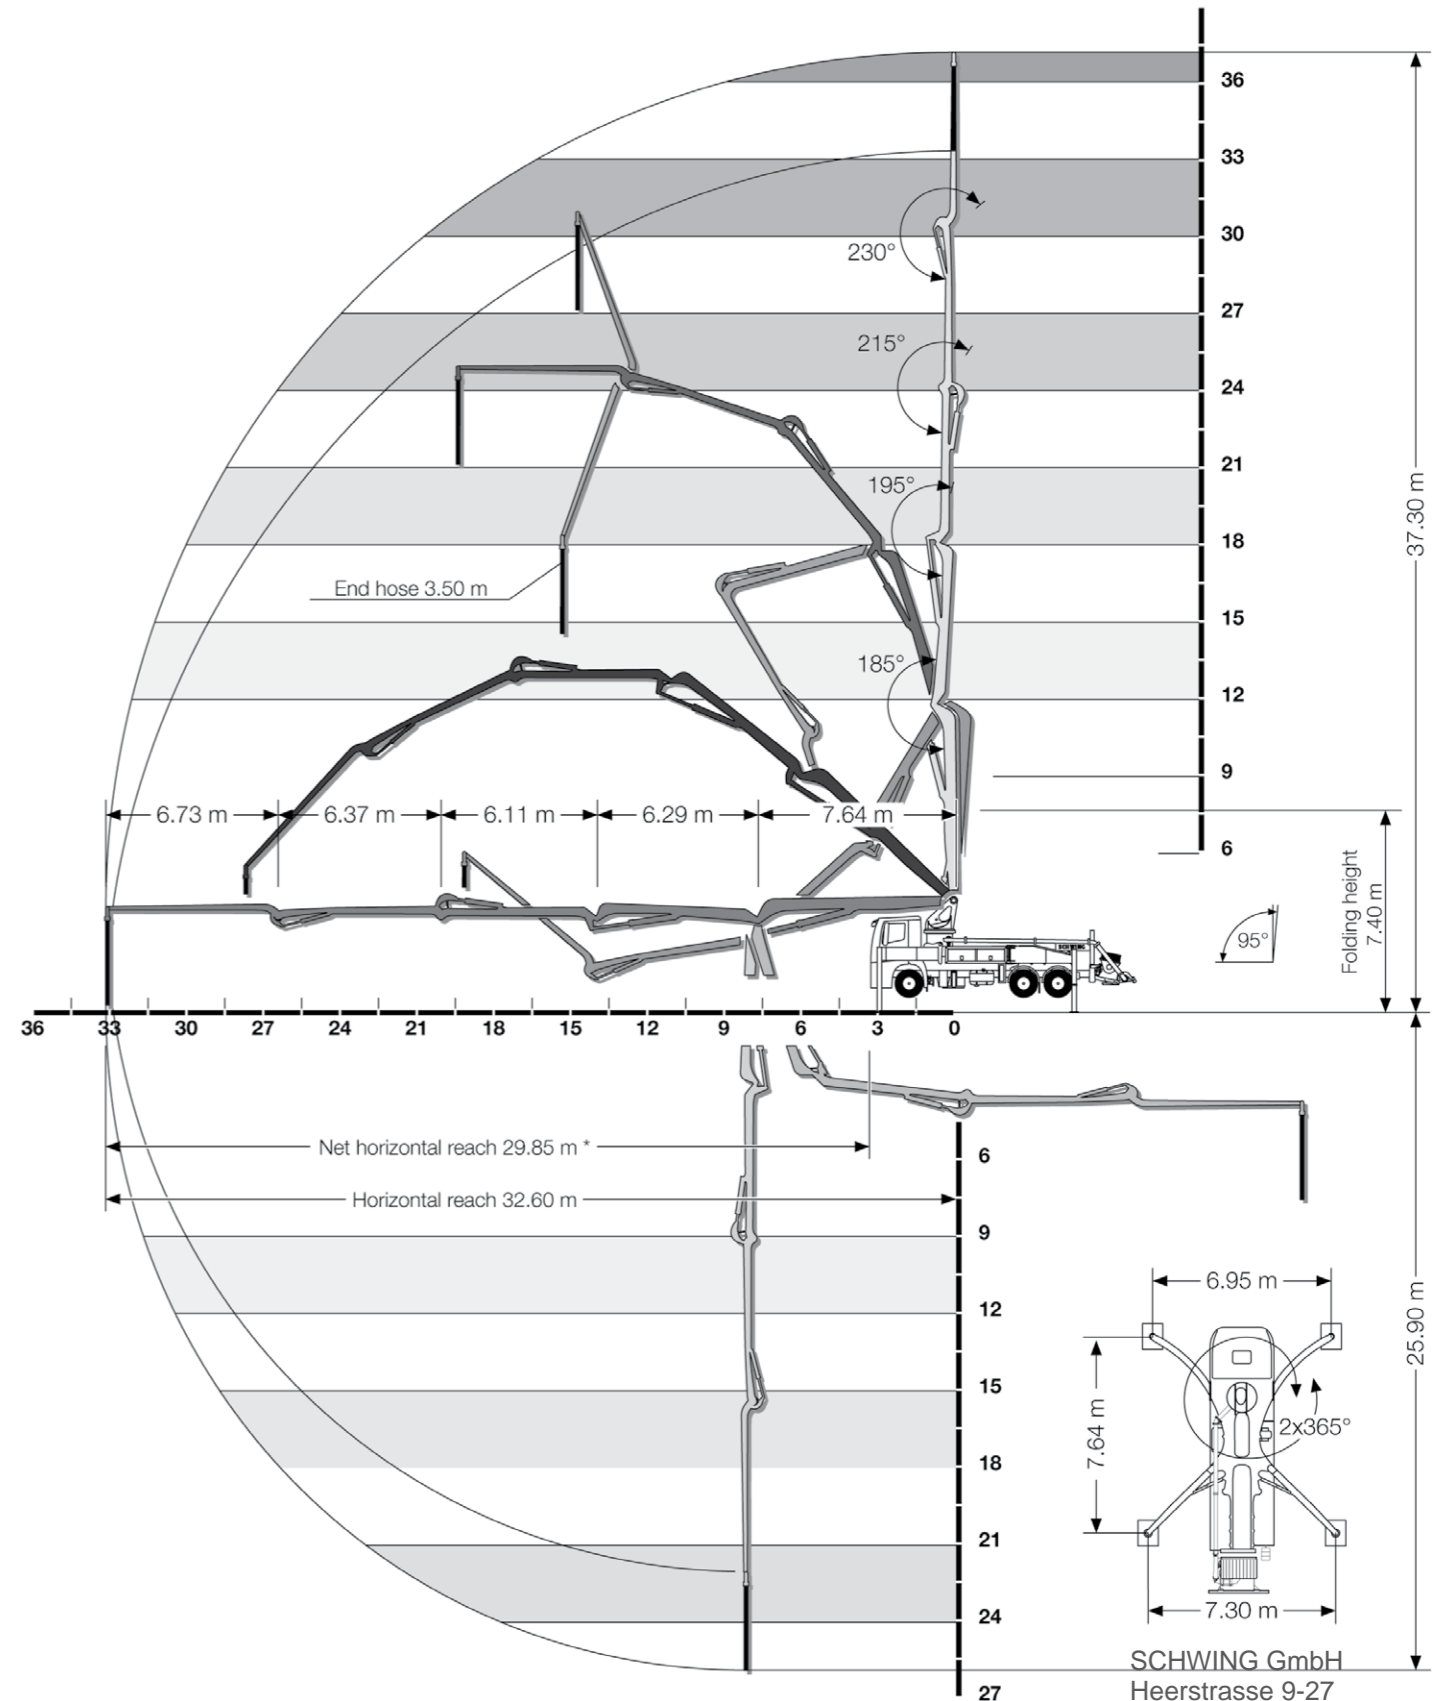 36
33
30
230°
27
215°
24
21
195°
37.30 m
18
End hose 3.50 m
15
185°
12
9
6.73 m
6.37 m
6.11 m
6.29 m
7.64 m
6
Folding height
7.40 m
95°
SCHWING
36
33
30
27
24
21
18
15
12
9
6
3
0
Net horizontal reach 29.85 m *
6
Horizontal reach 32.60 m
9
6.95 m
12
25.90 m
15
7.64 m
2x365°
18
21
24
7.30 m
SCHWING GmbH
27
Heerstrasse 9-27